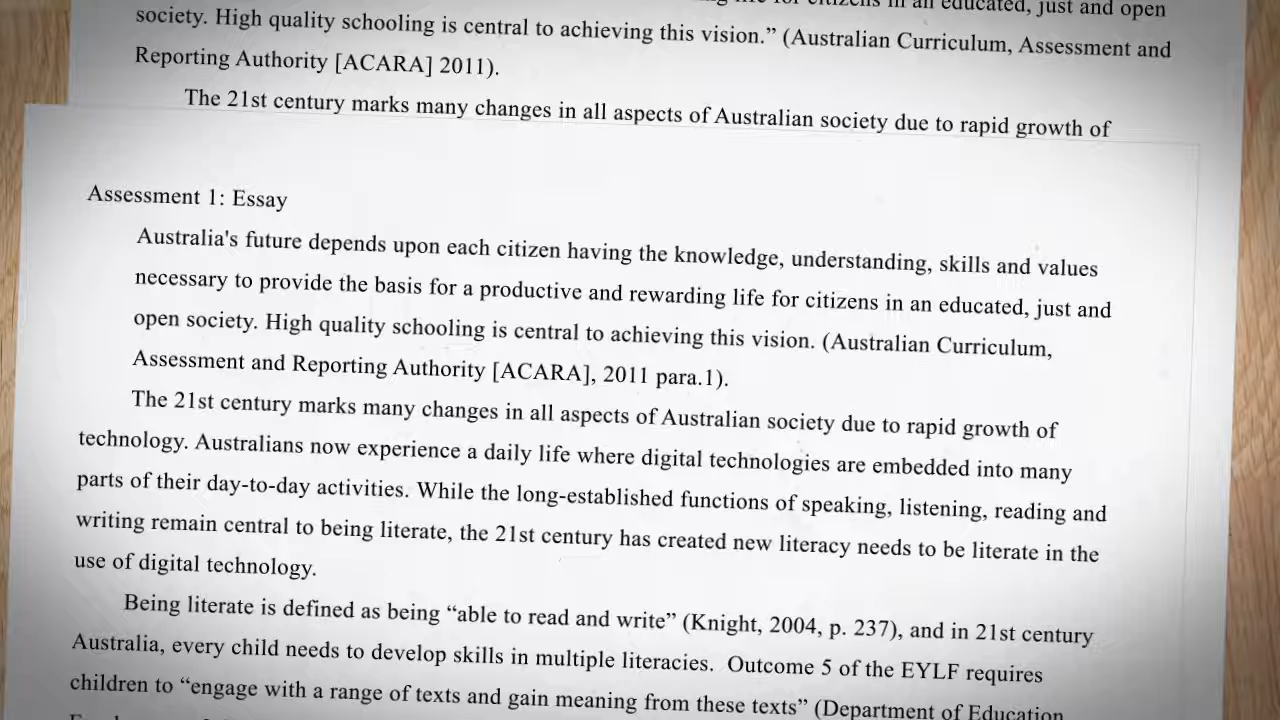 citizens in an educated, just and open
society. High quality schooling is central to achieving this vision.” (Australian Curriculum, Assessment and
Reporting Authority [ACARA] 2011).
The 21st century marks many changes in all aspects of Australian society due to rapid growth of
Assessment 1: Essay
Australia's future depends upon each citizen having the knowledge, understanding, skills and values
necessary to provide the basis for a productive and rewarding life for citizens in an educated, just and
open society. High quality schooling is central to achieving this vision. (Australian Curriculum,
Assessment and Reporting Authority [ACARA], 2011 para.1).
The 21st century marks many changes in all aspects of Australian society due to rapid growth of
technology. Australians now experience a daily life where digital technologies are embedded into many
parts of their day-to-day activities. While the long-established functions of speaking, listening, reading and
writing remain central to being literate, the 21st century has created new literacy needs to be literate in the
use of digital technology.
Being literate is defined as being “able to read and write” (Knight, 2004, p. 237), and in 21st century
Australia, every child needs to develop skills in multiple literacies. Outcome 5 of the EYLF requires
children to “engage with a range of texts and gain meaning from these texts” (Department of Education